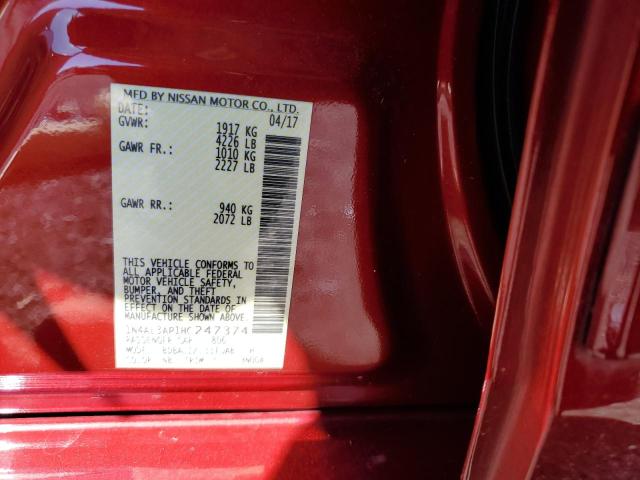 MFD BY NISSAN MOTOR CO., LTD.
DATE: 04/17
GVWR: 1917 KG
4226 LB
GAWR FR.: 1010 KG
2227 LB
GAWR RR.: 940 KG
2072 LB
THIS VEHICLE CONFORMS TO
ALL APPLICABLE FEDERAL
MOTOR VEHICLE SAFETY,
BUMPER, AND THEFT
PREVENTION STANDARDS IN
EFFECT ON THE DATE OF
MANUFACTURE SHOWN ABOVE.
PASSENGER CAR